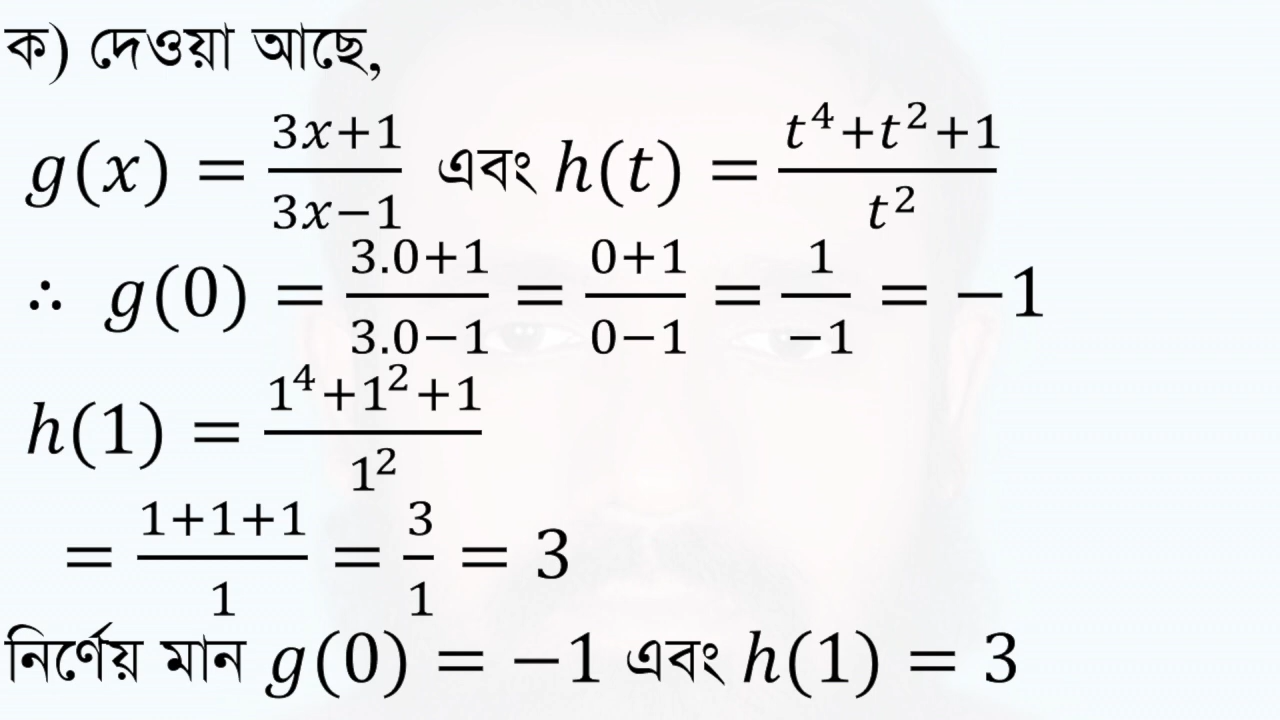 ক) দেওয়া আছে,
g(x) = (3x+1)/(3x−1) এবং h(t) = (t⁴+t²+1)/t²
∴ g(0) = (3.0+1)/(3.0−1) = (0+1)/(0−1) = 1/−1 = −1
h(1) = (1⁴+1²+1)/1²
= (1+1+1)/1 = 3/1 = 3
নির্ণেয় মান g(0) = −1 এবং h(1) = 3